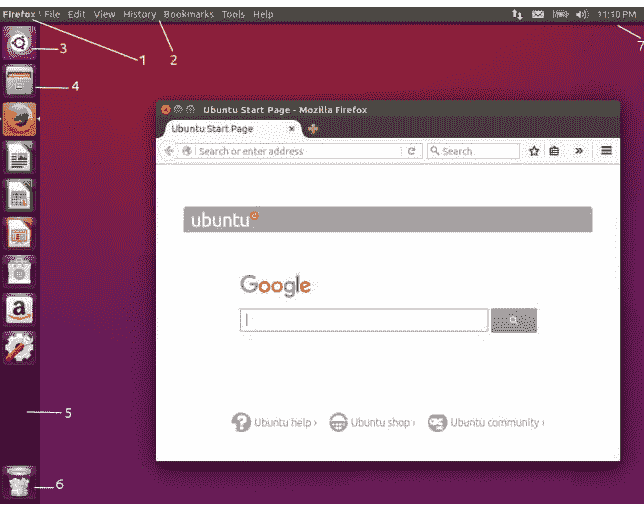 Firefox File Edit View History Bookmarks Tools Help 11:10 PM
1
2
3
4
5
6
7
Ubuntu Start Page - Mozilla Firefox
Ubuntu Start Page
Search or enter address
Search
ubuntu
Google
Ubuntu help ›
Ubuntu shop ›
Ubuntu community ›